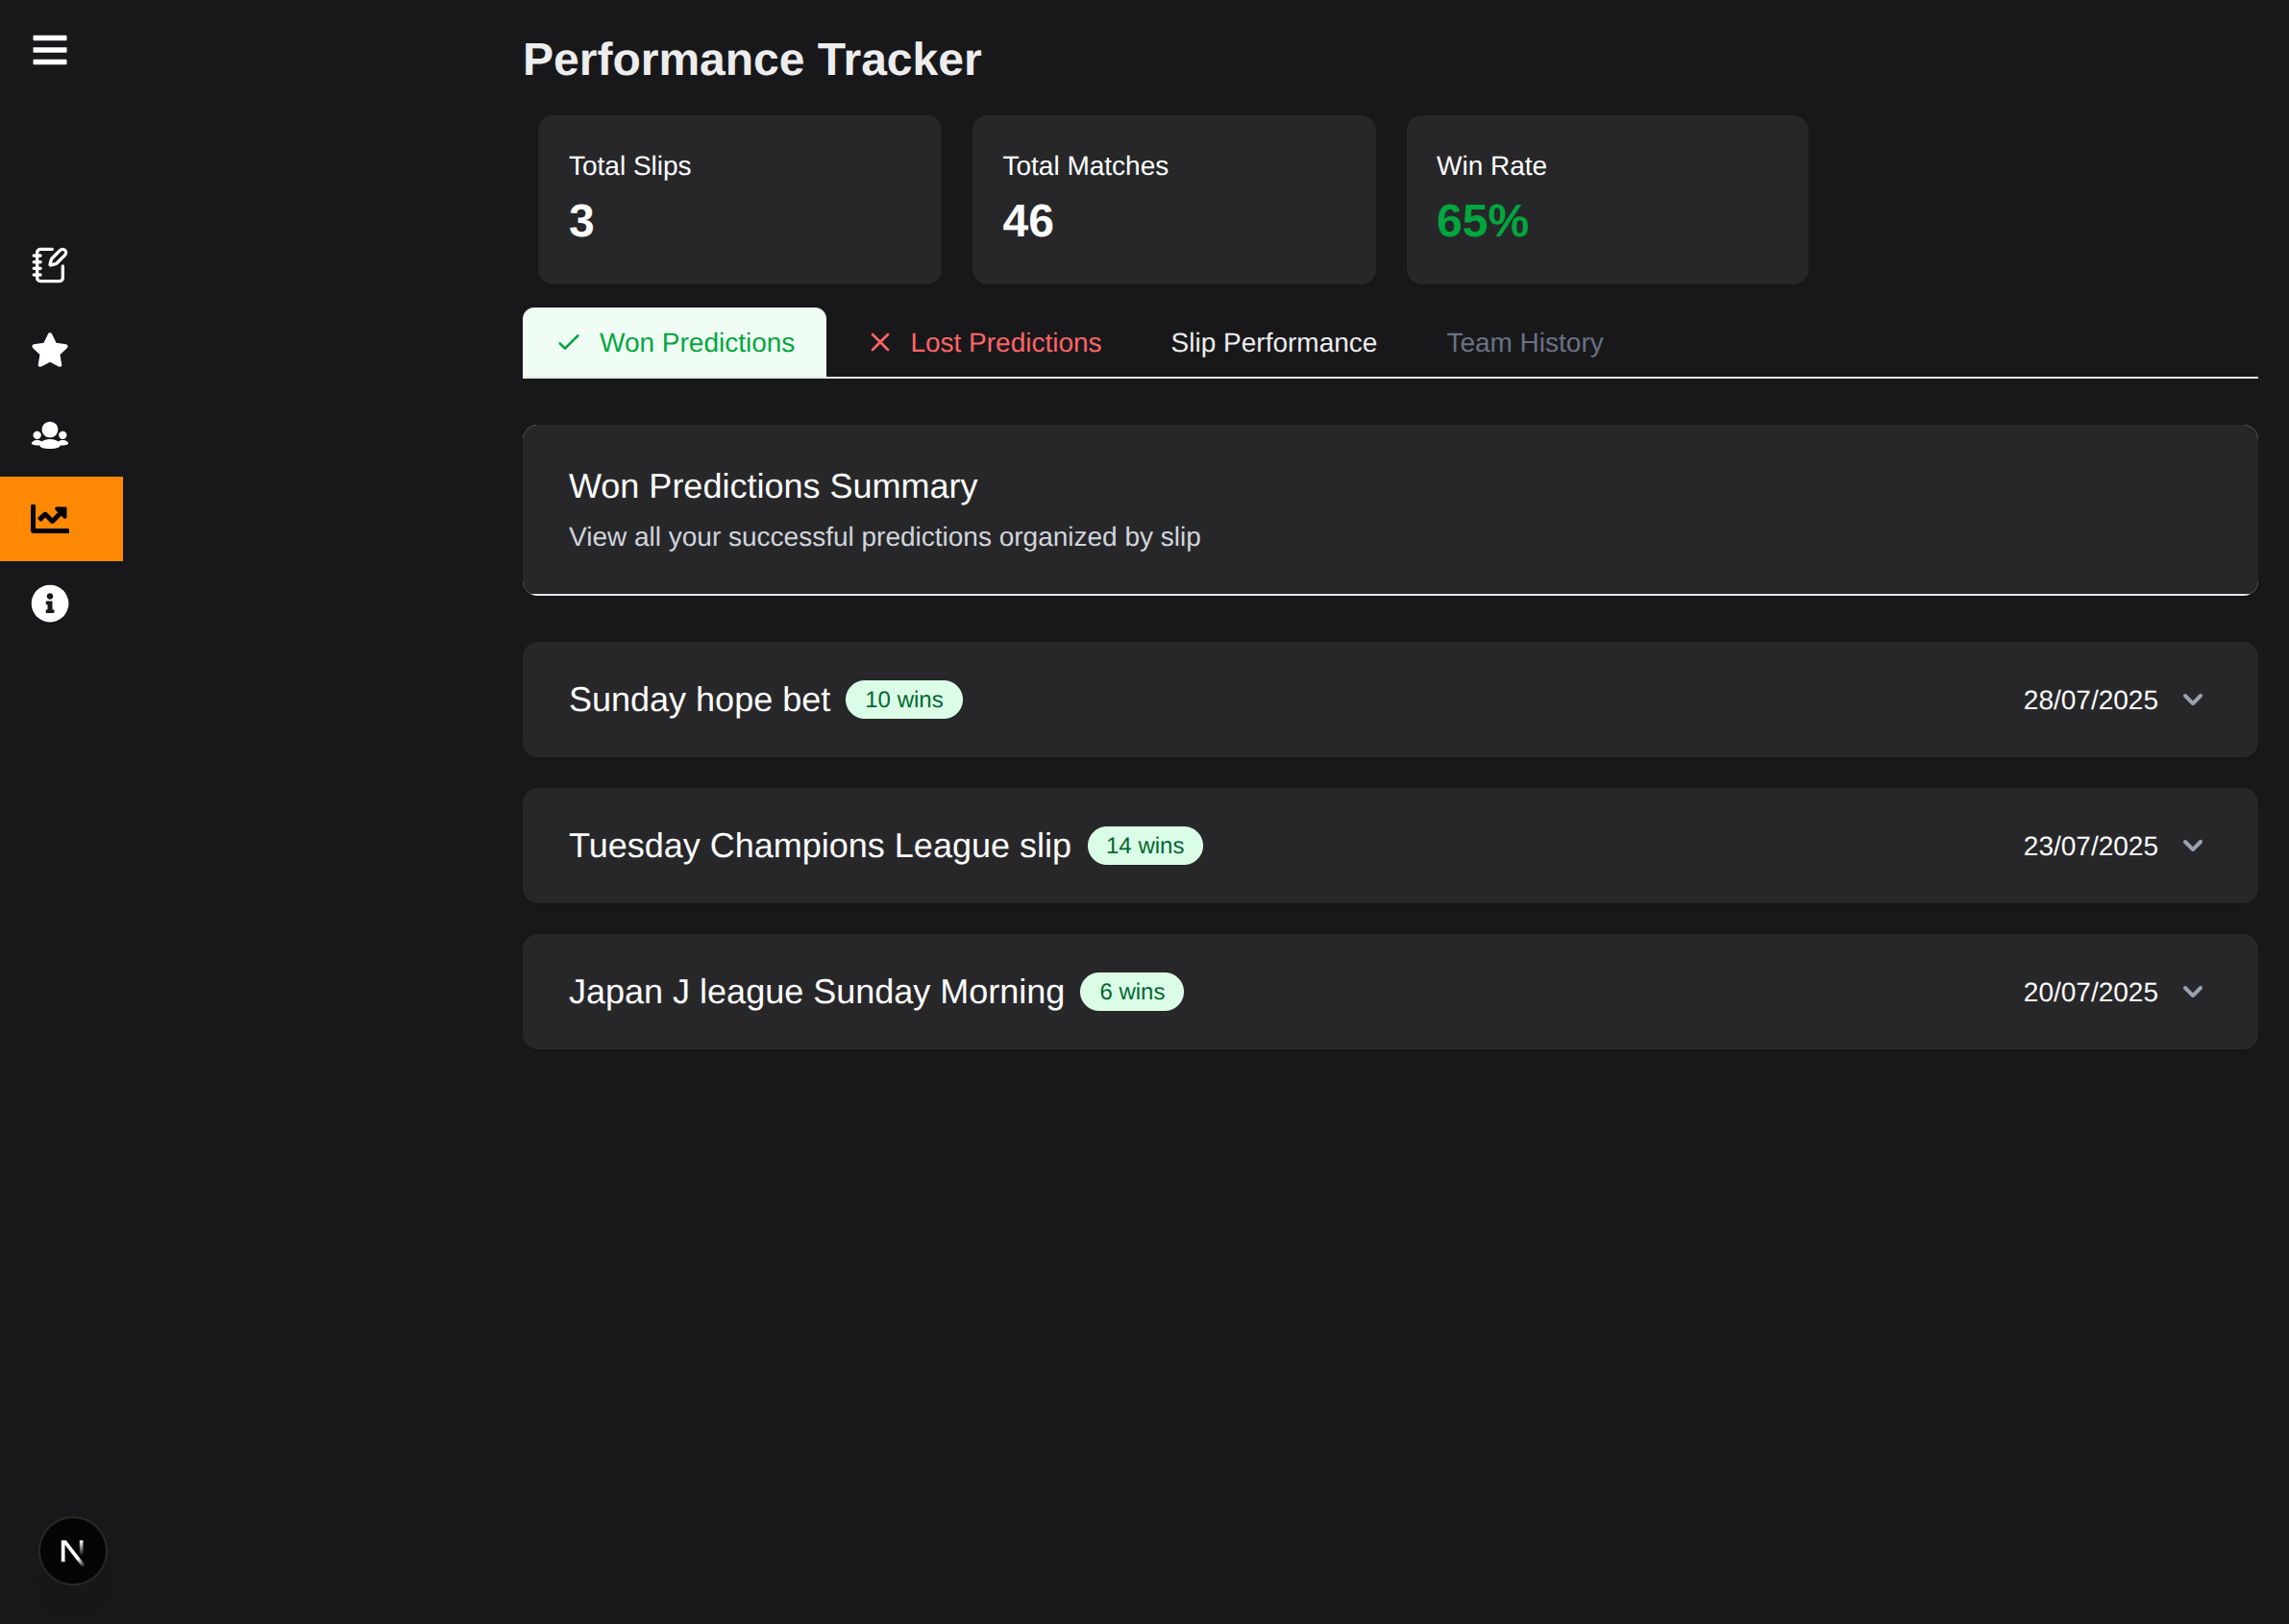 Performance Tracker
Total Slips
3
Total Matches
46
Win Rate
65%
Won Predictions
Lost Predictions
Slip Performance
Team History
Won Predictions Summary
View all your successful predictions organized by slip
Sunday hope bet
10 wins
28/07/2025
Tuesday Champions League slip
14 wins
23/07/2025
Japan J league Sunday Morning
6 wins
20/07/2025
N